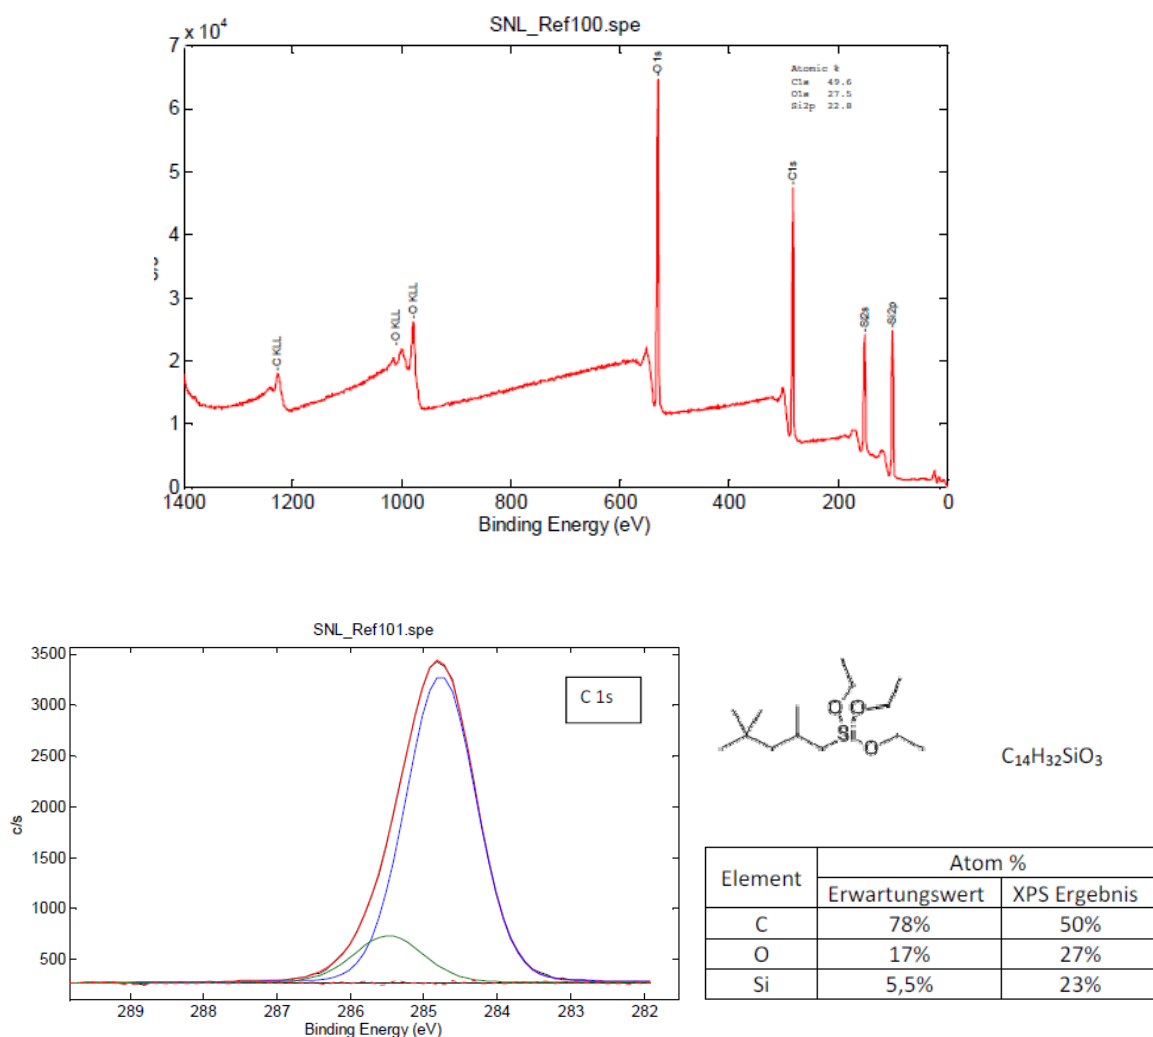 SNL_Ref100.spe
7 x 10^4
6
5
4
3
2
1
0
Atomic %
C1s 49.6
O1s 27.5
Si2p 22.8
-C KLL
-O KLL
-O KLL
-O1s
-C1s
-Si2s
-Si2p
1400 1200 1000 800 600 400 200 0
Binding Energy (eV)
SNL_Ref101.spe
C 1s
3500
3000
2500
2000
1500
1000
500
c/s
289 288 287 286 285 284 283 282
Binding Energy (eV)
O O
Si
O
C₁₄H₃₂SiO₃
Element Atom %
Erwartungswert XPS Ergebnis
C 78% 50%
O 17% 27%
Si 5,5% 23%